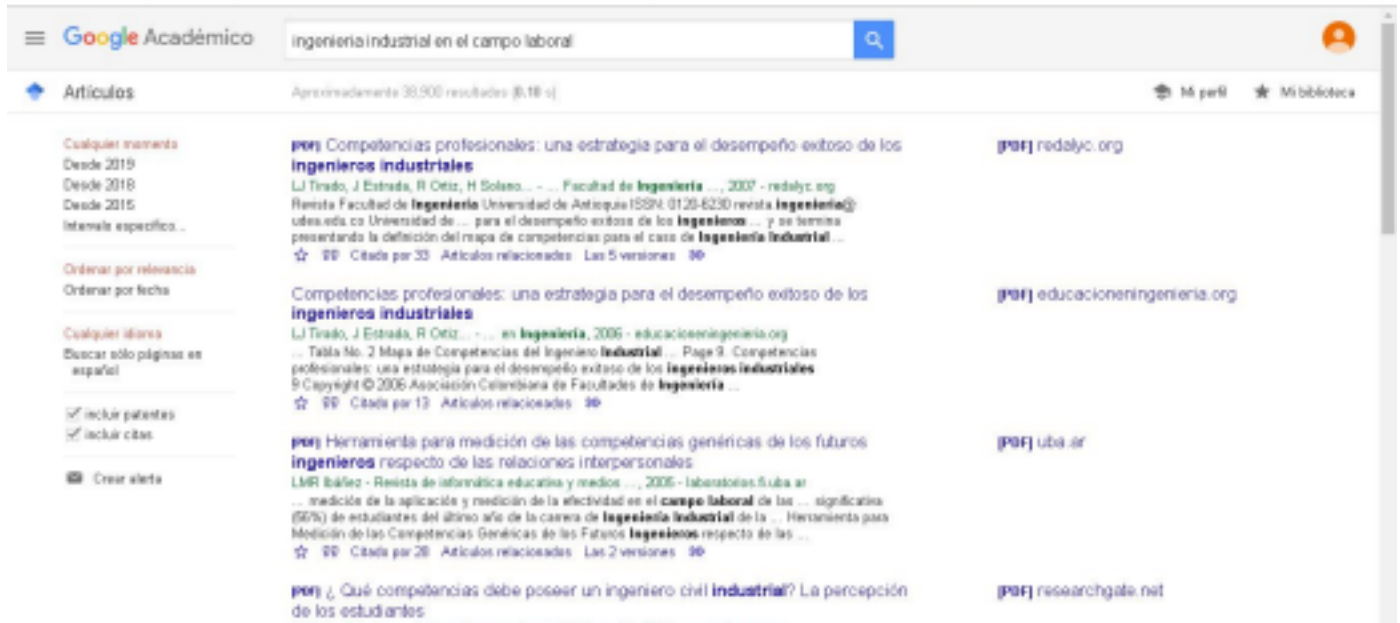 Google Académico
ingenieria industrial en el campo laboral
Artículos
Aproximadamente 38,900 resultados (0.10 s)
Mi perfil
Mi biblioteca
Cualquier momento
Desde 2019
Desde 2018
Desde 2015
Intervalo específico...
Ordenar por relevancia
Ordenar por fecha
Cualquier idioma
Buscar sólo páginas en
español
incluir patentes
incluir citas
Crear alerta
[PDF] Competencias profesionales: una estrategia para el desempeño exitoso de los
ingenieros industriales
LJ Tirado, J Estrada, R Ortiz, H Solano... - ... Facultad de Ingeniería ..., 2007 - redalyc.org
Revista Facultad de Ingeniería Universidad de Antioquia ISSN: 0120-6230 revista.ingenieria@
udea.edu.co Universidad de ... para el desempeño exitoso de los ingenieros ... y se termina
presentando la definición del mapa de competencias para el caso de Ingeniería Industrial ...
Citado por 33 Artículos relacionados Las 5 versiones
[PDF] redalyc.org
Competencias profesionales: una estrategia para el desempeño exitoso de los
ingenieros industriales
LJ Tirado, J Estrada, R Ortiz... - ... en Ingeniería, 2006 - educacioneningenieria.org
... Tabla No. 2 Mapa de Competencias del Ingeniero Industrial ... Page 9. Competencias
profesionales: una estrategia para el desempeño exitoso de los ingenieros industriales
9 Copyright © 2006 Asociación Colombiana de Facultades de Ingeniería ...
Citado por 13 Artículos relacionados
[PDF] educacioneningenieria.org
[PDF] Herramienta para medición de las competencias genéricas de los futuros
ingenieros respecto de las relaciones interpersonales
LMR Ibáñez - Revista de informática educativa y medios ..., 2005 - laboratorios.fi.uba.ar
... medición de la aplicación y medición de la efectividad en el campo laboral de las ... significativa
(56%) de estudiantes del último año de la carrera de Ingeniería Industrial de la ... Herramienta para
Medición de las Competencias Genéricas de los Futuros Ingenieros respecto de las ...
Citado por 28 Artículos relacionados Las 2 versiones
[PDF] uba.ar
[PDF] ¿ Qué competencias debe poseer un ingeniero civil industrial? La percepción
de los estudiantes
[PDF] researchgate.net